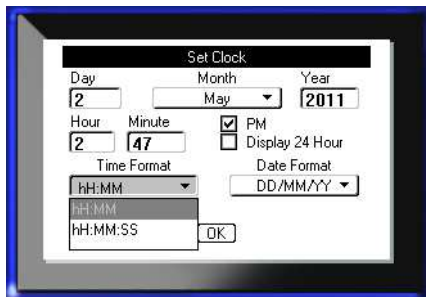 Set Clock
Day Month Year
2 May 2011
Hour Minute PM
2 47 Display 24 Hour
Time Format Date Format
hH:MM DD/MM/YY
hH:MM
hH:MM:SS
OK